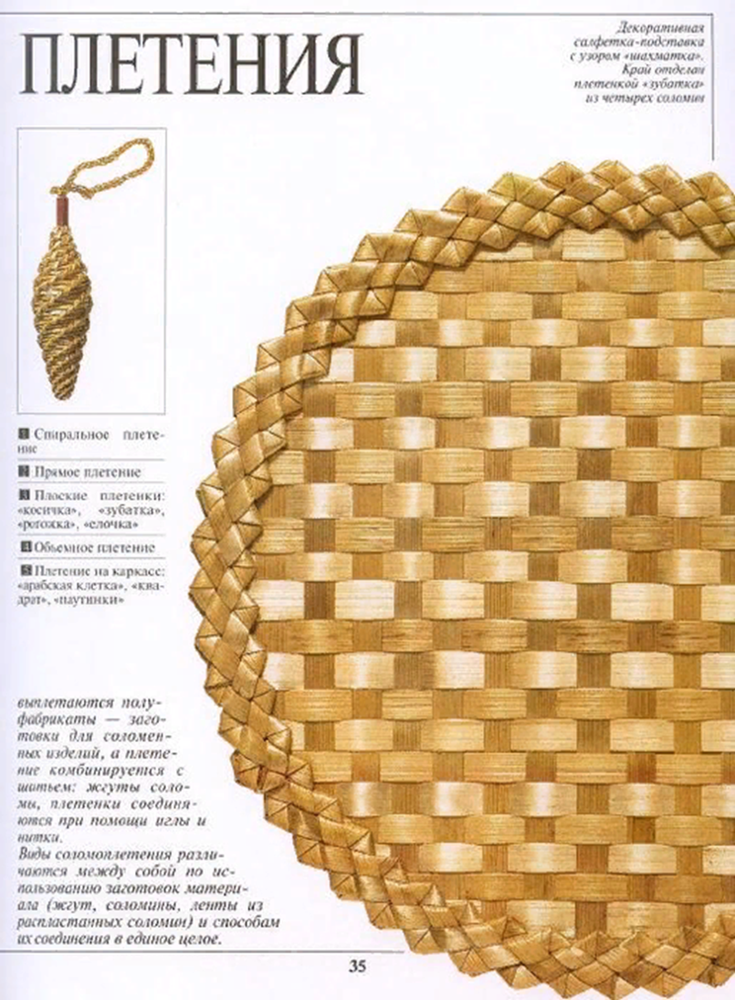 ПЛЕТЕНИЯ
Декоративная
салфетка-подставка
с узором «шахматка».
Край отделан
плетенкой «зубатка»
из четырех соломин
1 Спиральное плете-
ние
2 Прямое плетение
3 Плоские плетенки:
«косичка», «зубатка»,
«рогожка», «елочка»
4 Объемное плетение
5 Плетение на каркасе:
«арабская клетка», «ква-
драт», «паутинки»
выплетаются полу-
фабрикаты — заго-
товки для соломен-
ных изделий, а плете-
ние комбинируется с
шитьем: жгуты соло-
мы, плетенки соединя-
ются при помощи иглы и
нитки.
Виды соломоплетения разли-
чаются между собой по ис-
пользованию заготовок матери-
ала (жгут, соломины, ленты из
распластанных соломин) и способам
их соединения в единое целое.
35